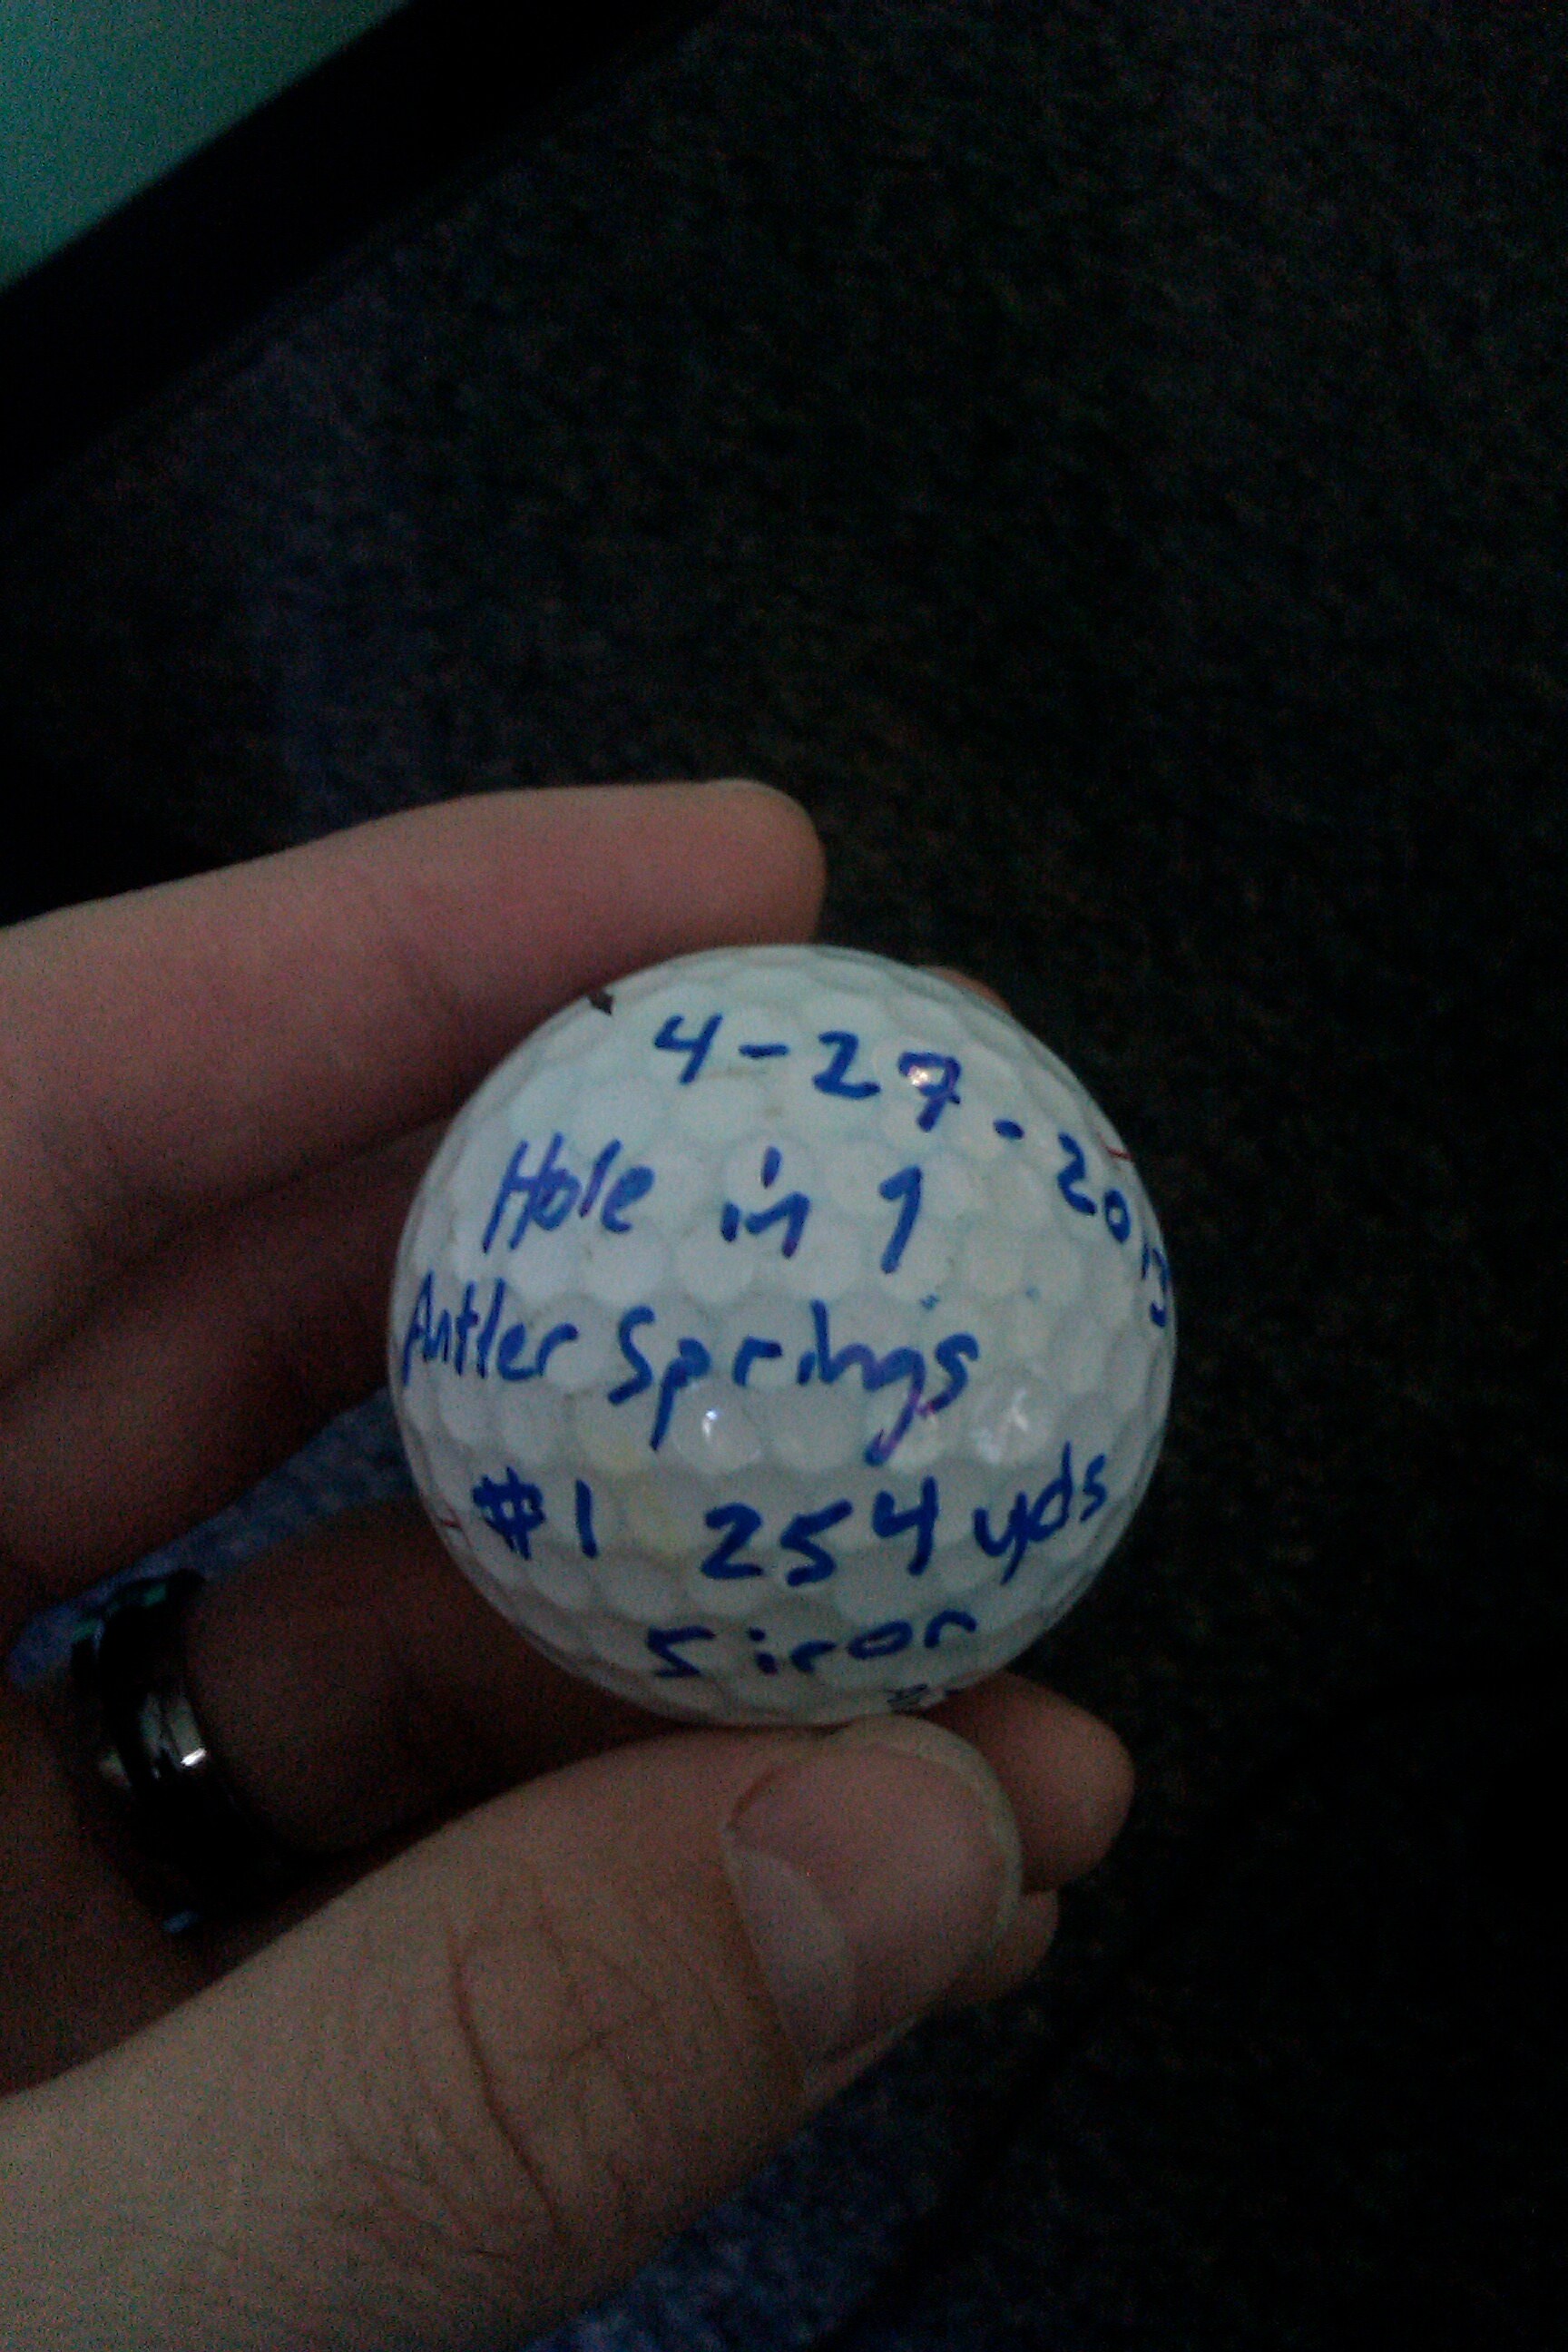 4-27-2013
Hole in 1
Antler Springs
#1 254 yds
5 iron